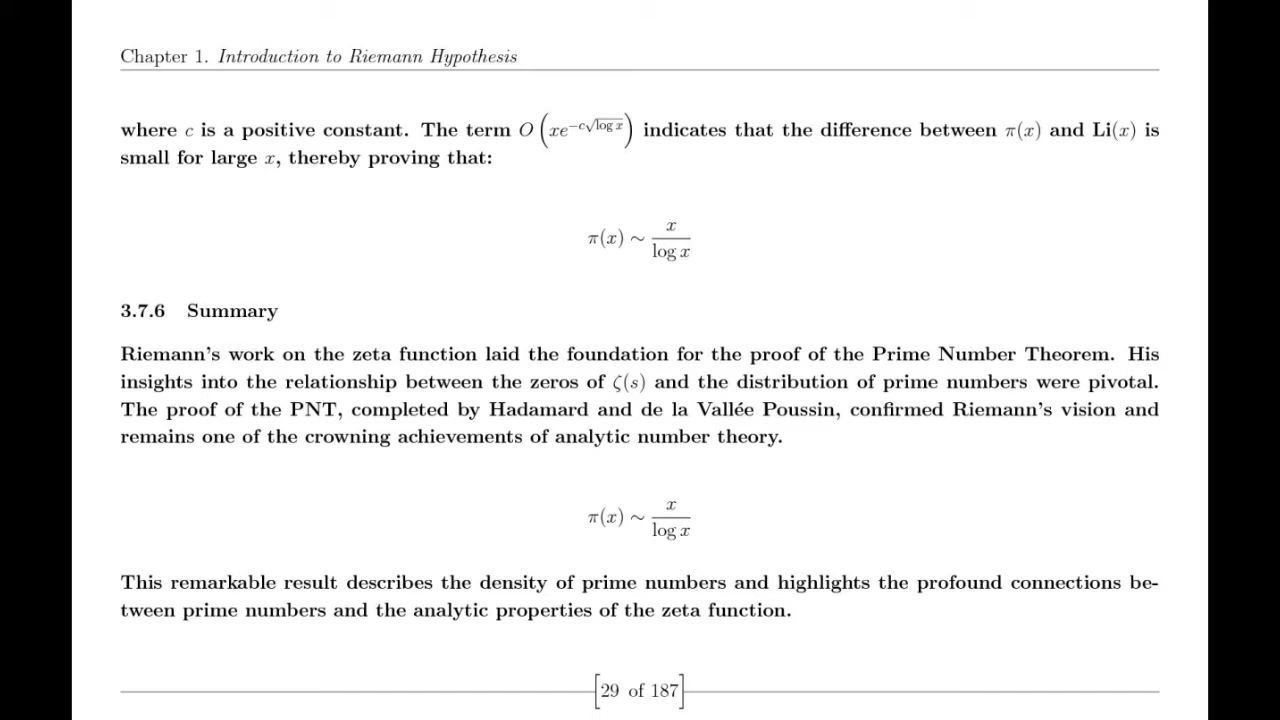 Chapter 1. Introduction to Riemann Hypothesis
where c is a positive constant. The term O(xe^{-c√log x}) indicates that the difference between π(x) and Li(x) is
small for large x, thereby proving that:
π(x) ∼ x / log x
3.7.6 Summary
Riemann's work on the zeta function laid the foundation for the proof of the Prime Number Theorem. His
insights into the relationship between the zeros of ζ(s) and the distribution of prime numbers were pivotal.
The proof of the PNT, completed by Hadamard and de la Vallée Poussin, confirmed Riemann's vision and
remains one of the crowning achievements of analytic number theory.
π(x) ∼ x / log x
This remarkable result describes the density of prime numbers and highlights the profound connections be-
tween prime numbers and the analytic properties of the zeta function.
[29 of 187]